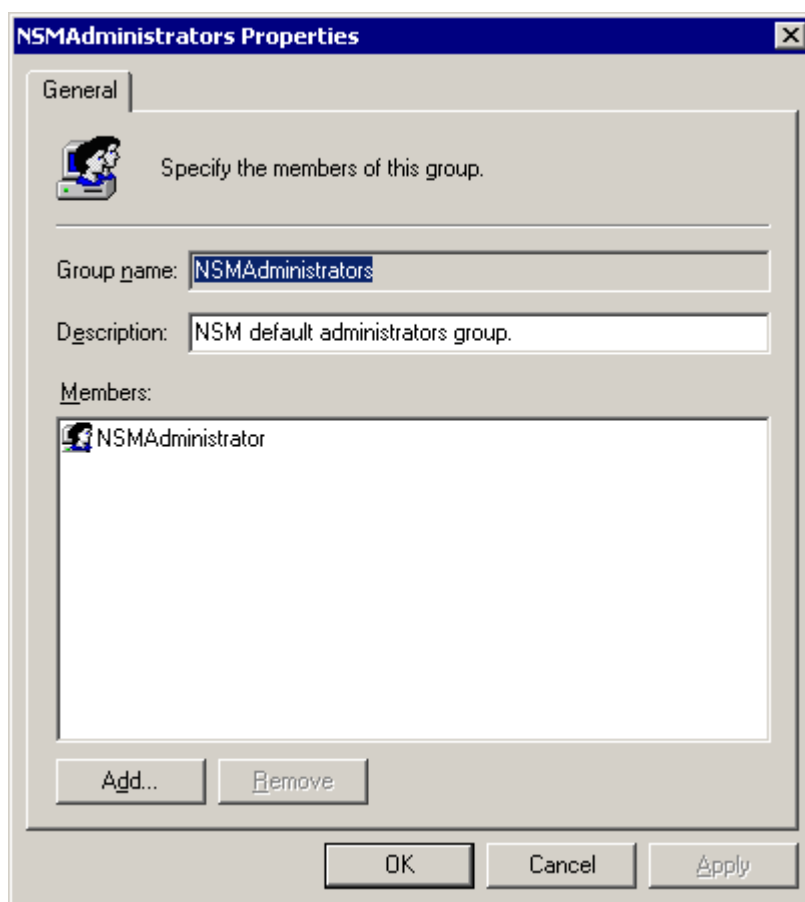 NSMAdministrators Properties
General
Specify the members of this group.
Group name: NSMAdministrators
Description: NSM default administrators group.
Members:
NSMAdministrator
Add... Remove
OK Cancel Apply